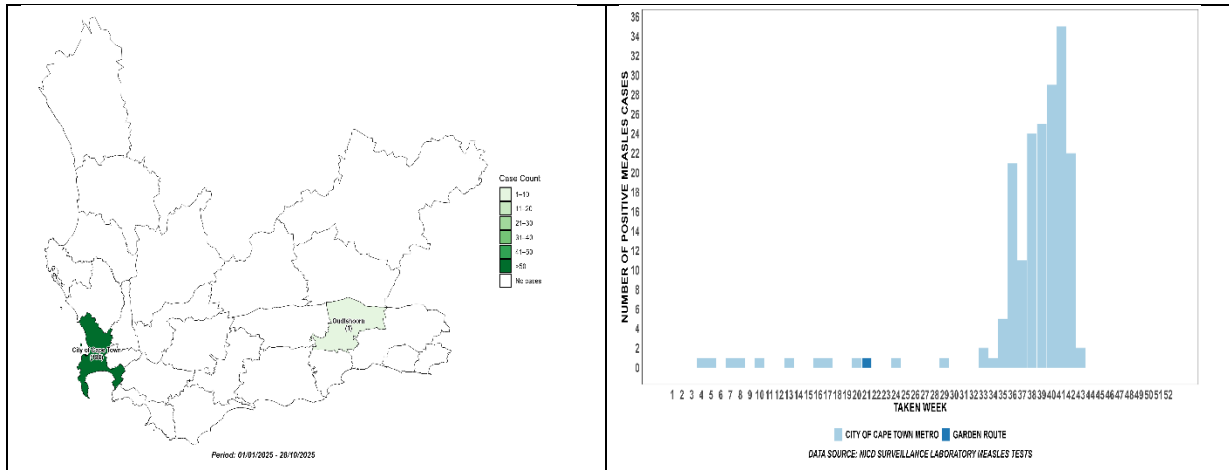 Case Count
1–10
11–20
21–30
31–40
41–50
>50
No cases
Oudtshoorn
(1)
City of Cape Town
Period: 01/01/2025 - 28/10/2025
NUMBER OF POSITIVE MEASLES CASES
36
34
32
30
28
26
24
22
20
18
16
14
12
10
8
6
4
2
0
1 2 3 4 5 6 7 8 9 10 11 12 13 14 15 16 17 18 19 20 21 22 23 24 25 26 27 28 29 30 31 32 33 34 35 36 37 38 39 40 41 42 43 44 45 46 47 48 49 50 51 52
TAKEN WEEK
CITY OF CAPE TOWN METRO GARDEN ROUTE
DATA SOURCE: NICD SURVEILLANCE LABORATORY MEASLES TESTS